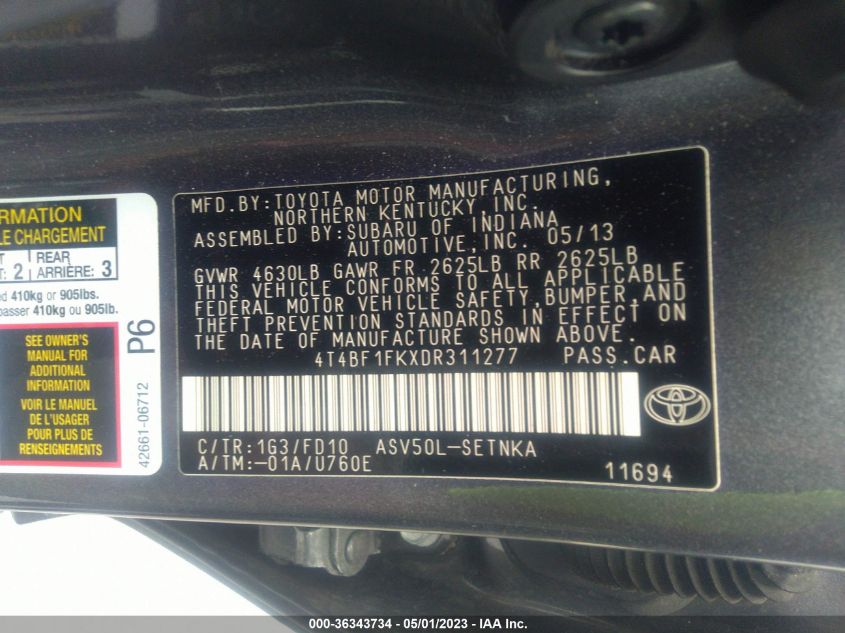 RMATION
LE CHARGEMENT
T: 2 REAR
ARRIÈRE: 3
ed 410kg or 905lbs.
passer 410kg ou 905lb.
SEE OWNER'S
MANUAL FOR
ADDITIONAL
INFORMATION
VOIR LE MANUEL
DE L'USAGER
POUR PLUS DE
RENSEIGNEMENTS
P6
42661-06712
MFD.BY:TOYOTA MOTOR MANUFACTURING,
NORTHERN KENTUCKY,INC.
ASSEMBLED BY:SUBARU OF INDIANA
AUTOMOTIVE,INC. 05/13
GVWR 4630LB GAWR FR 2625LB RR 2625LB
THIS VEHICLE CONFORMS TO ALL APPLICABLE
FEDERAL MOTOR VEHICLE SAFETY,BUMPER,AND
THEFT PREVENTION STANDARDS IN EFFECT ON
THE DATE OF MANUFACTURE SHOWN ABOVE.
4T4BF1FKXDR311277 PASS.CAR
C/TR:1G3/FD10 ASV50L-SETNKA
A/TM:-01A/U760E
11694
000-36343734 - 05/01/2023 - IAA Inc.